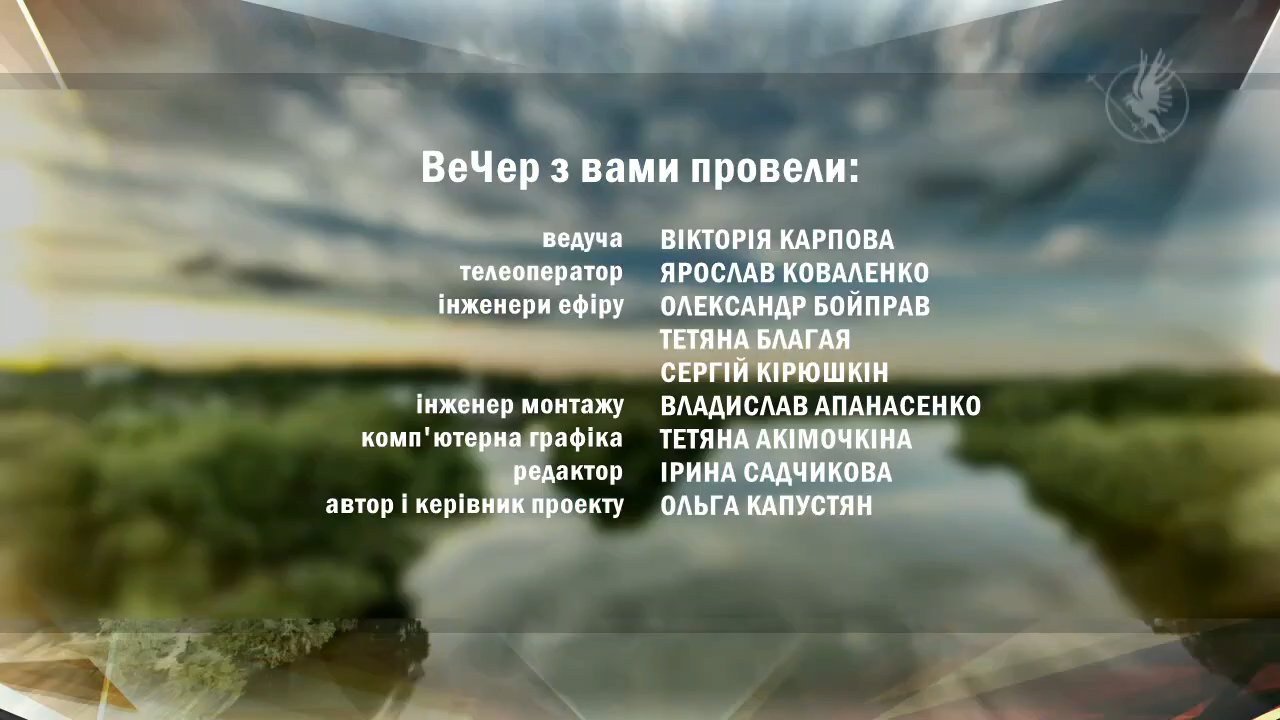 ВеЧер з вами провели:
ведуча ВІКТОРІЯ КАРПОВА
телеоператор ЯРОСЛАВ КОВАЛЕНКО
інженери ефіру ОЛЕКСАНДР БОЙПРАВ
ТЕТЯНА БЛАГАЯ
СЕРГІЙ КІРЮШКІН
інженер монтажу ВЛАДИСЛАВ АПАНАСЕНКО
комп'ютерна графіка ТЕТЯНА АКІМОЧКІНА
редактор ІРИНА САДЧИКОВА
автор і керівник проекту ОЛЬГА КАПУСТЯН